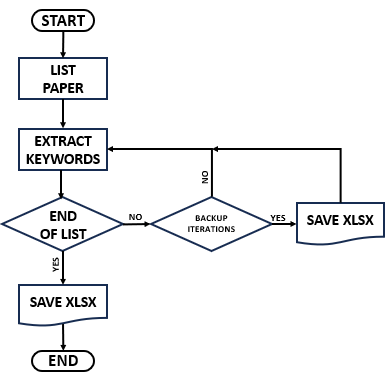 START
LIST
PAPER
EXTRACT
KEYWORDS
NO
END
OF LIST
NO
BACKUP
ITERATIONS
YES
SAVE XLSX
YES
SAVE XLSX
END